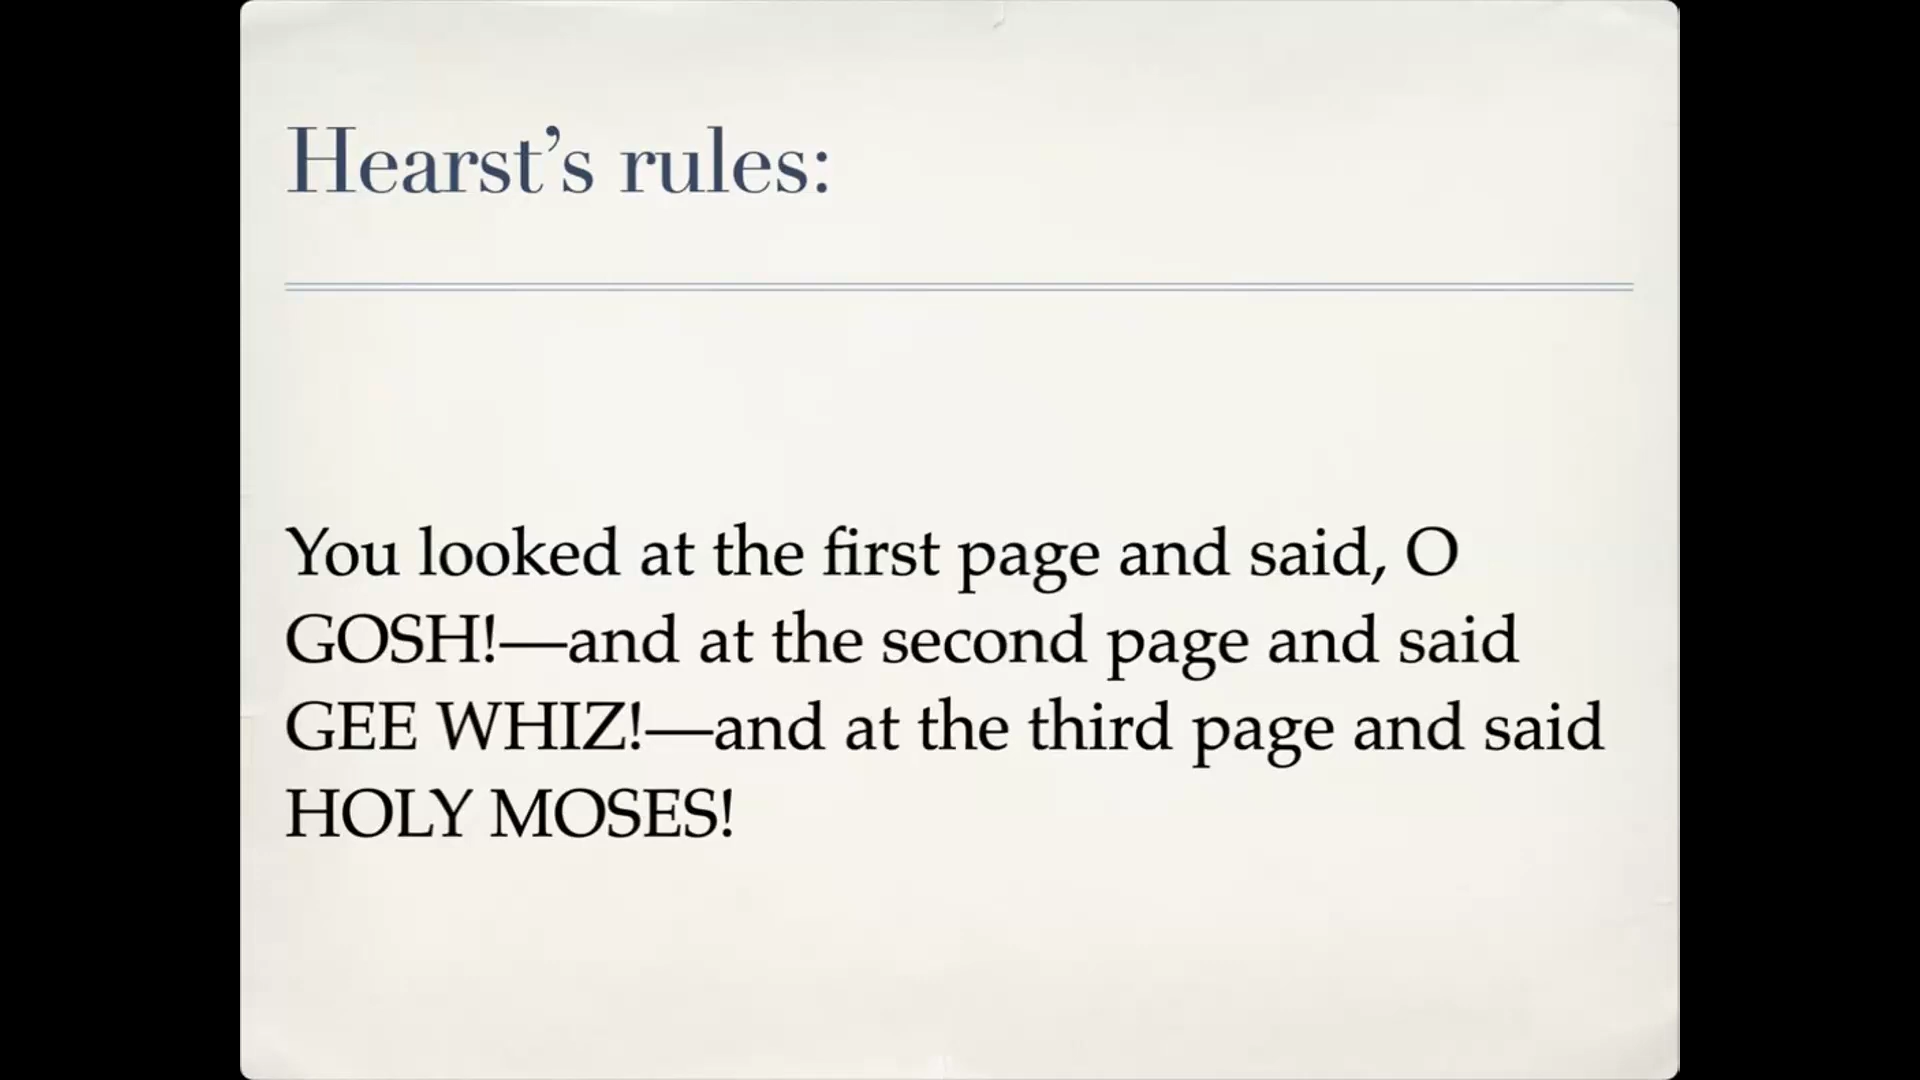 Hearst’s rules:
You looked at the first page and said, O
GOSH!—and at the second page and said
GEE WHIZ!—and at the third page and said
HOLY MOSES!